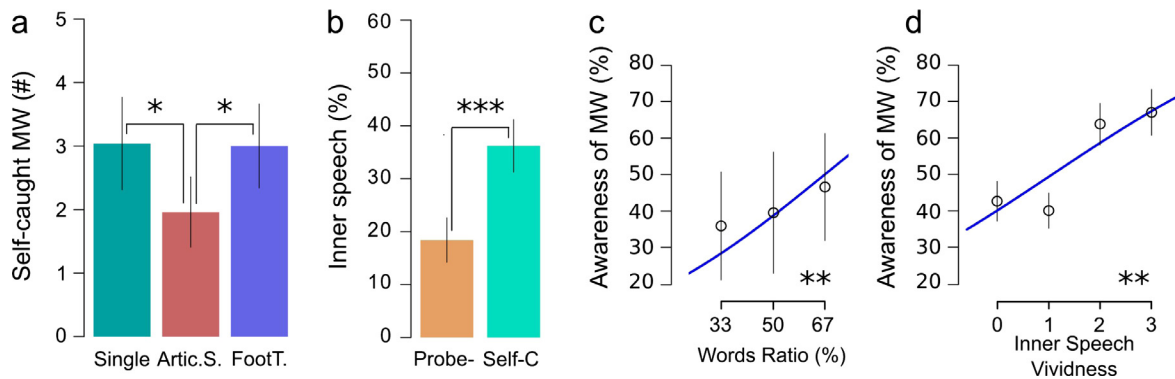 a
Self-caught MW (#)
5
4
3
2
1
0
* *
Single Artic.S. FootT.
b
Inner speech (%)
60
50
40
30
20
10
0
***
Probe- Self-C
c
Awareness of MW (%)
80
70
60
50
40
30
20
**
33 50 67
Words Ratio (%)
d
Awareness of MW (%)
80
70
60
50
40
30
20
**
0 1 2 3
Inner Speech
Vividness